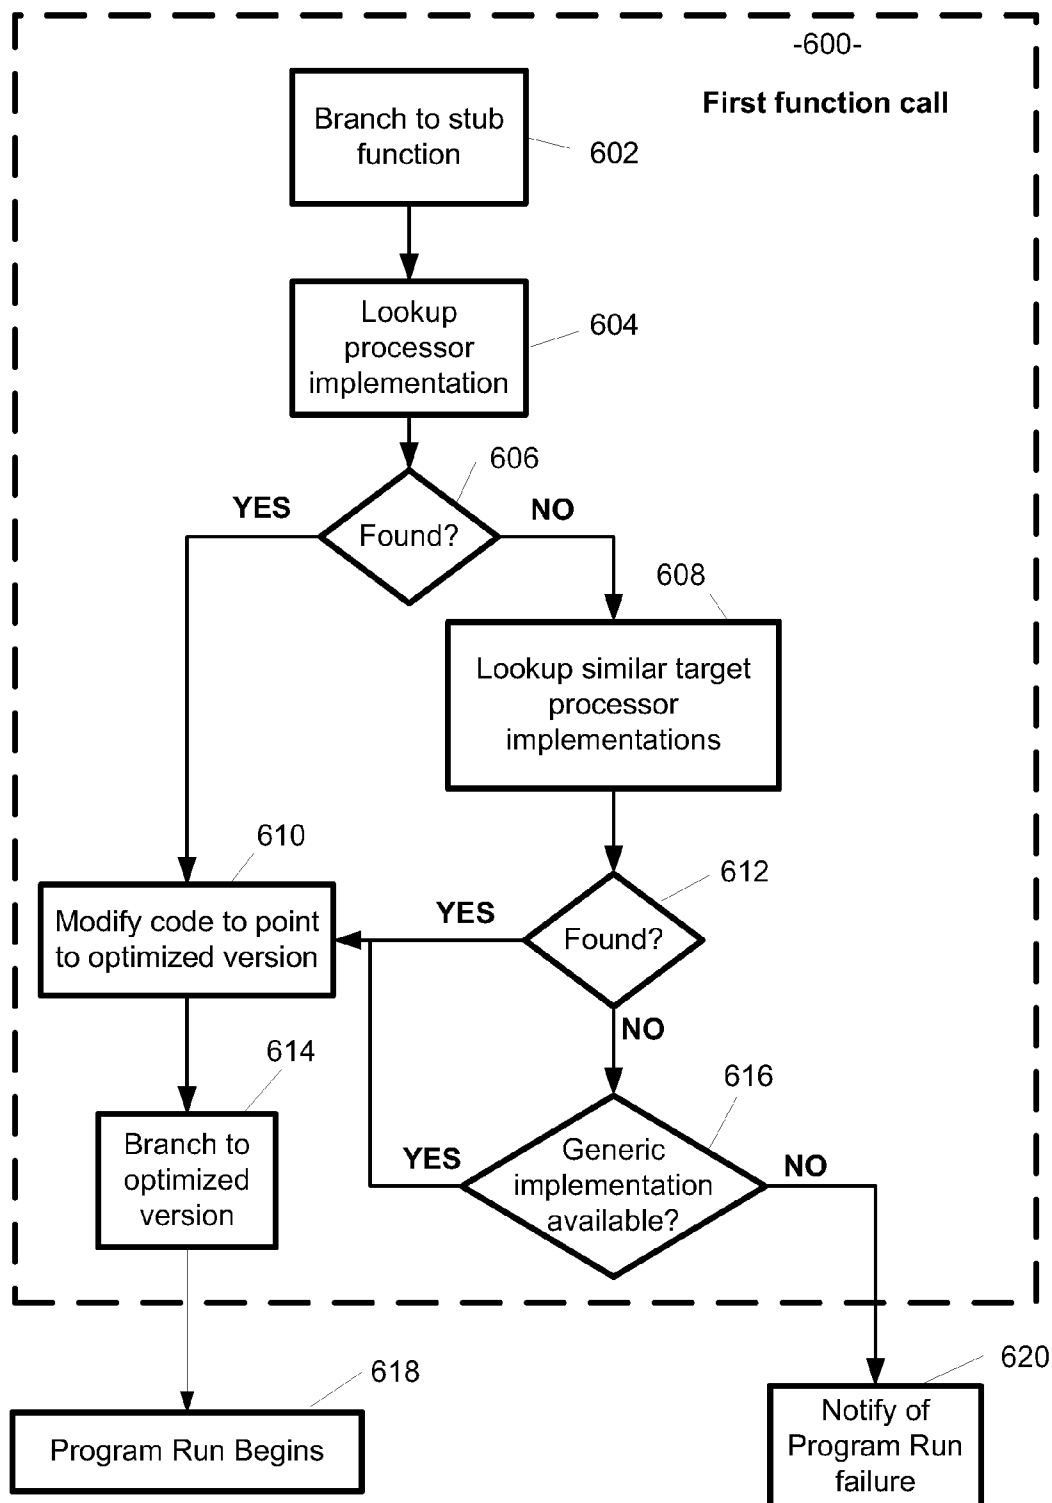 -600-
First function call
Branch to stub
function
602
Lookup
processor
implementation
604
606
YES
NO
Found?
608
Lookup similar target
processor
implementations
610
Modify code to point
to optimized version
612
YES
Found?
NO
614
616
Branch to
optimized
version
YES
Generic
implementation
available?
NO
618
620
Program Run Begins
Notify of
Program Run
failure